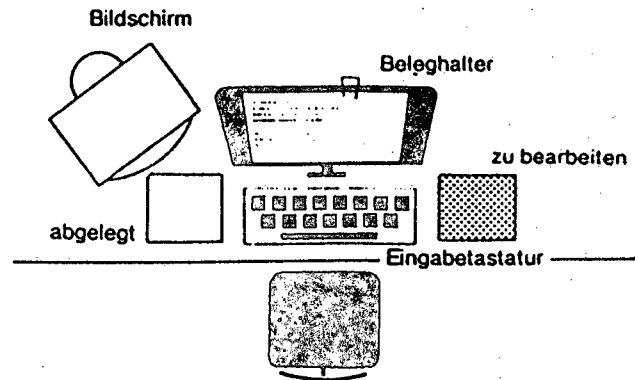 Bildschirm
Beleghalter
zu bearbeiten
abgelegt
Eingabetastatur